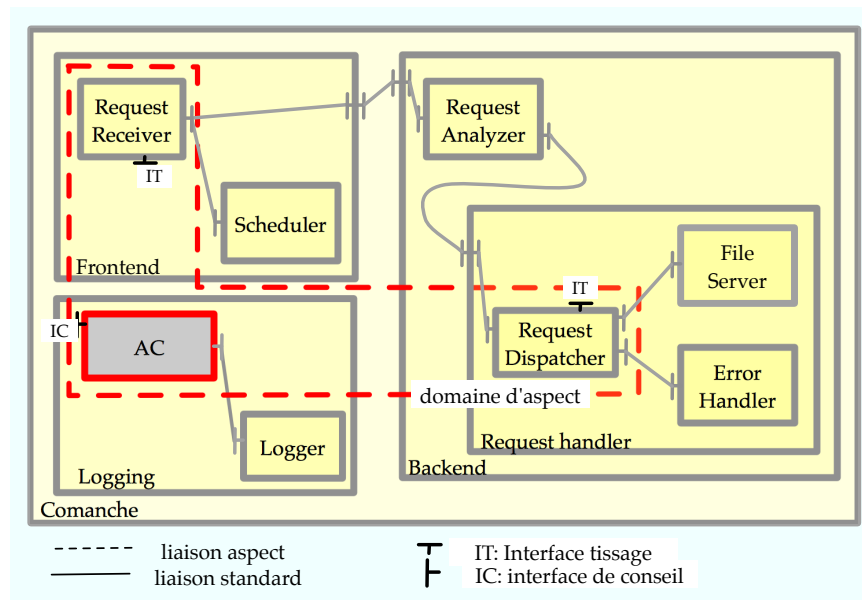 Request
Receiver
IT
Scheduler
Frontend
Request
Analyzer
File
Server
IT
Request
Dispatcher
Error
Handler
domaine d'aspect
Request handler
Backend
IC
AC
Logger
Logging
Comanche
liaison aspect
liaison standard
IT: Interface tissage
IC: interface de conseil